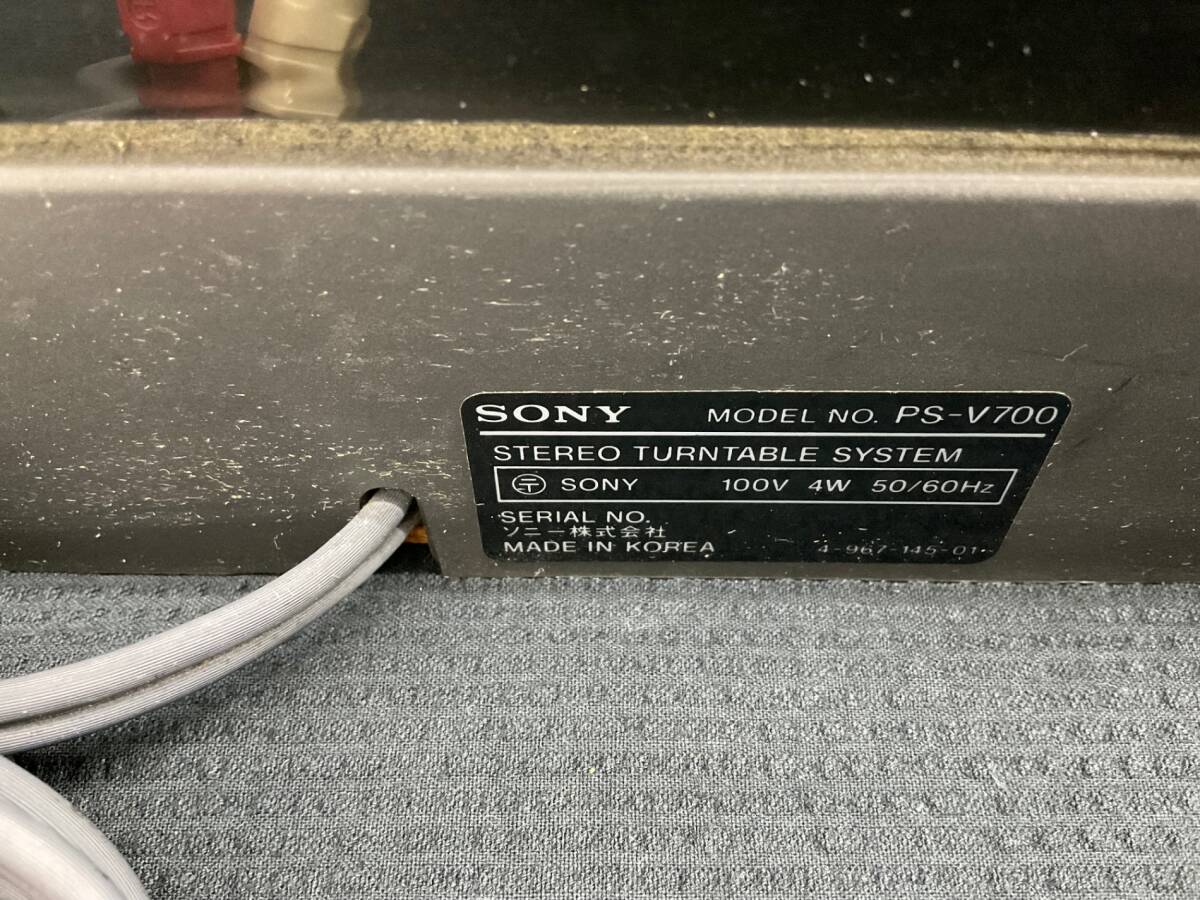 SONY MODEL NO. PS-V700
STEREO TURNTABLE SYSTEM
〒 SONY 100V 4W 50/60Hz
SERIAL NO.
ソニー株式会社
MADE IN KOREA 4-967-145-01